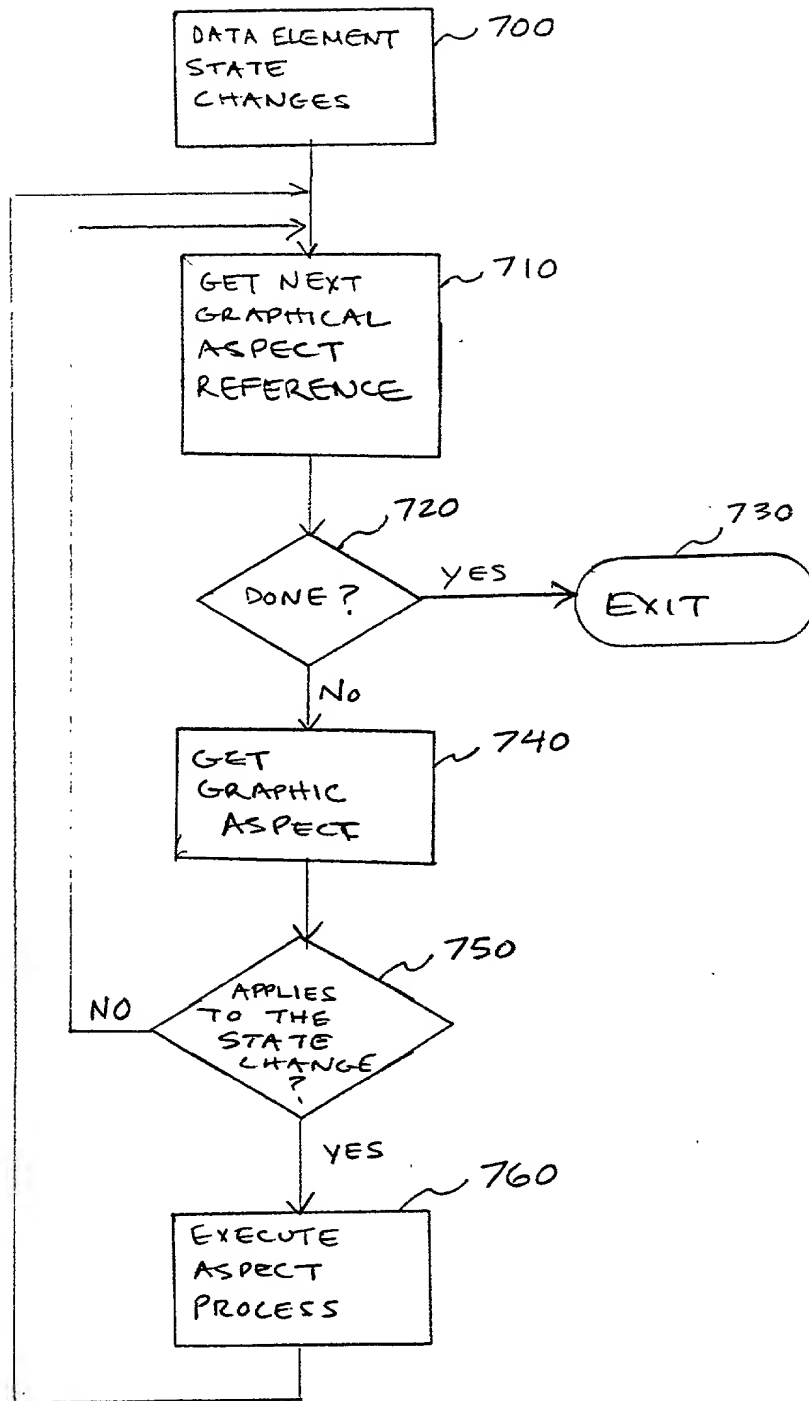 DATA ELEMENT
STATE
CHANGES
700
GET NEXT
GRAPHICAL
ASPECT
REFERENCE
710
DONE?
720
YES
EXIT
730
No
GET
GRAPHIC
ASPECT
740
APPLIES
TO THE
STATE
CHANGE
?
750
NO
YES
EXECUTE
ASPECT
PROCESS
760